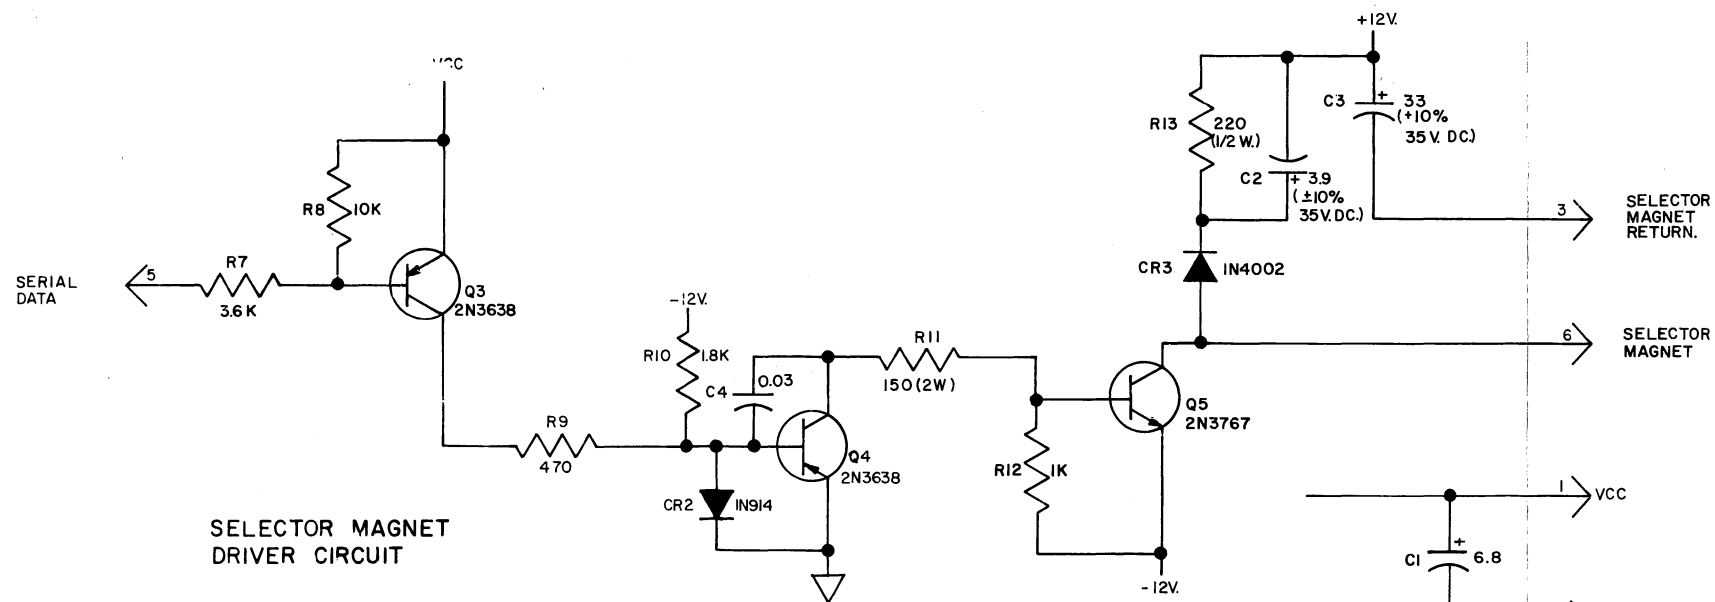 +12V.
C3
+
33
(+10%
35 V. DC.)
R13
220
(1/2 W.)
C2
+ 3.9
(±10%
35V.DC.)
3
SELECTOR
MAGNET
RETURN.
R8
10K
SERIAL
DATA
5
R7
3.6 K
Q3
2N3638
CR3
1N4002
6
SELECTOR
MAGNET
-12V.
R10
1.8K
C4
0.03
R11
150 (2W)
Q5
2N3767
R9
470
Q4
2N3638
R12
1K
CR2
1N914
SELECTOR MAGNET
DRIVER CIRCUIT
-12V.
1
VCC
C1
+
6.8